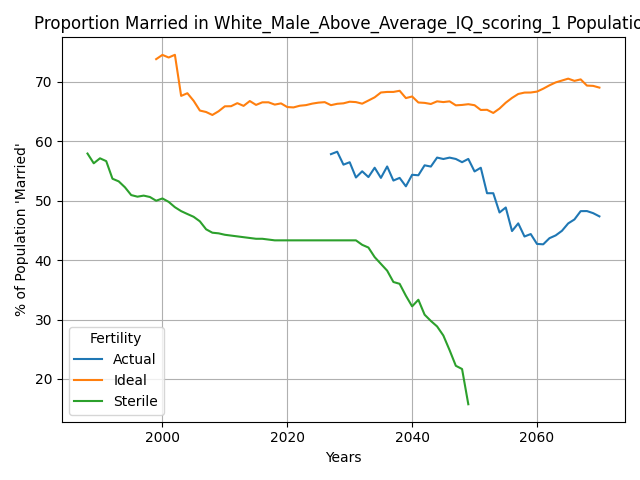 Proportion Married in White_Male_Above_Average_IQ_scoring_1 Populatio
% of Population 'Married'
70
60
50
40
30
20
Fertility
Actual
Ideal
Sterile
2000 2020 2040 2060
Years